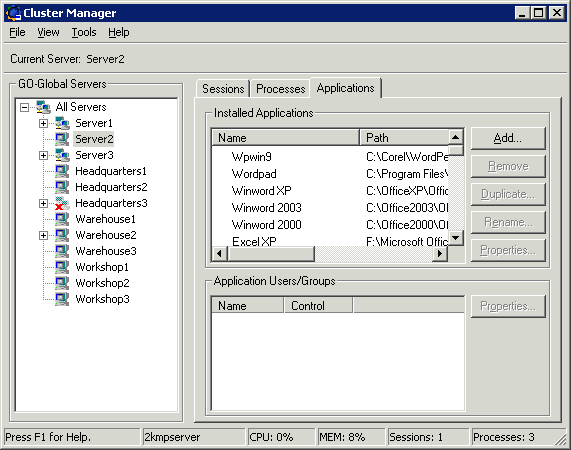 Cluster Manager
File View Tools Help
Current Server: Server2
GO-Global Servers
All Servers
Server1
Server2
Server3
Headquarters1
Headquarters2
Headquarters3
Warehouse1
Warehouse2
Warehouse3
Workshop1
Workshop2
Workshop3
Sessions Processes Applications
Installed Applications
Name Path
Wpwin9 C:\Corel\WordPe
Wordpad C:\Program Files\
Winword XP C:\OfficeXP\Offic
Winword 2003 C:\Office2003\Of
Winword 2000 C:\Office2000\Of
Excel XP F:\Microsoft Offic
Add...
Remove
Duplicate...
Rename...
Properties...
Application Users/Groups
Name Control
Properties...
Press F1 for Help. 2kmpserver CPU: 0% MEM: 8% Sessions: 1 Processes: 3